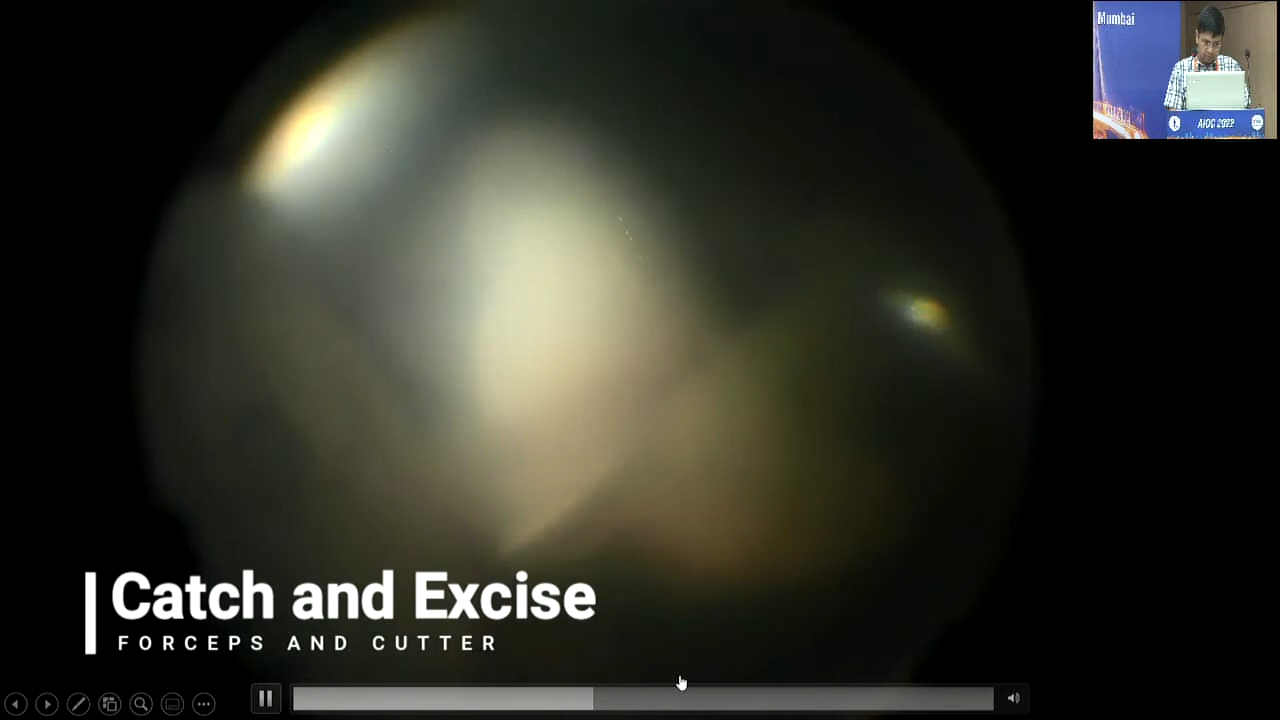 Mumbai
AIOC 2022
Catch and Excise
FORCEPS AND CUTTER